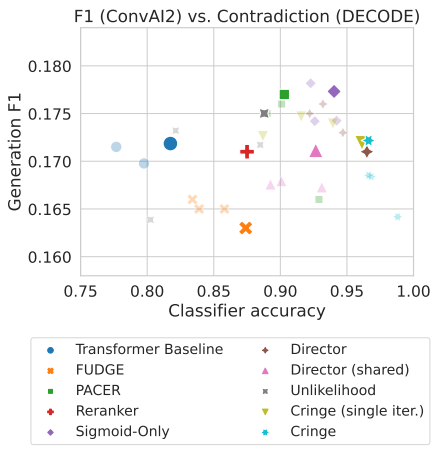 F1 (ConvAI2) vs. Contradiction (DECODE)
Generation F1
0.180
0.175
0.170
0.165
0.160
0.75 0.80 0.85 0.90 0.95 1.00
Classifier accuracy
Transformer Baseline
FUDGE
PACER
Reranker
Sigmoid-Only
Director
Director (shared)
Unlikelihood
Cringe (single iter.)
Cringe